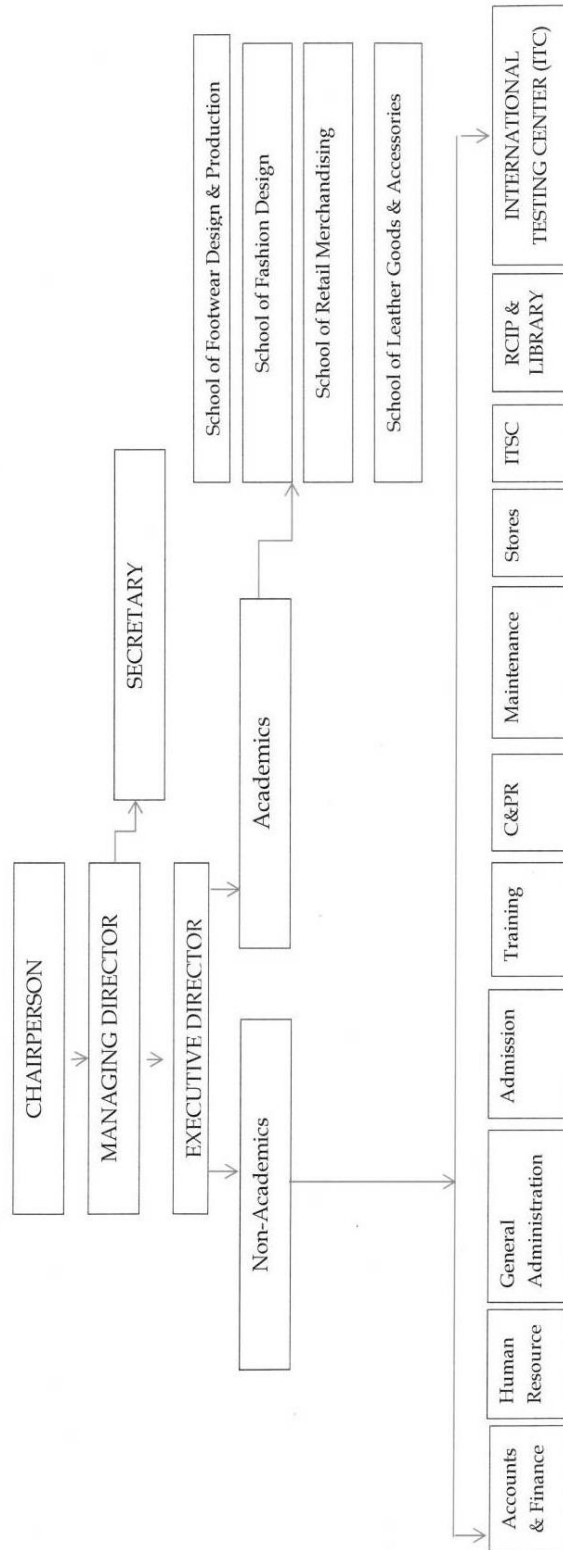 CHAIRPERSON
MANAGING DIRECTOR
SECRETARY
EXECUTIVE DIRECTOR
Non-Academics
Academics
School of Footwear Design & Production
School of Fashion Design
School of Retail Merchandising
School of Leather Goods & Accessories
Accounts
& Finance
Human
Resource
General
Administration
Admission
Training
C&PR
Maintenance
Stores
ITSC
RCIP &
LIBRARY
INTERNATIONAL
TESTING CENTER (ITC)